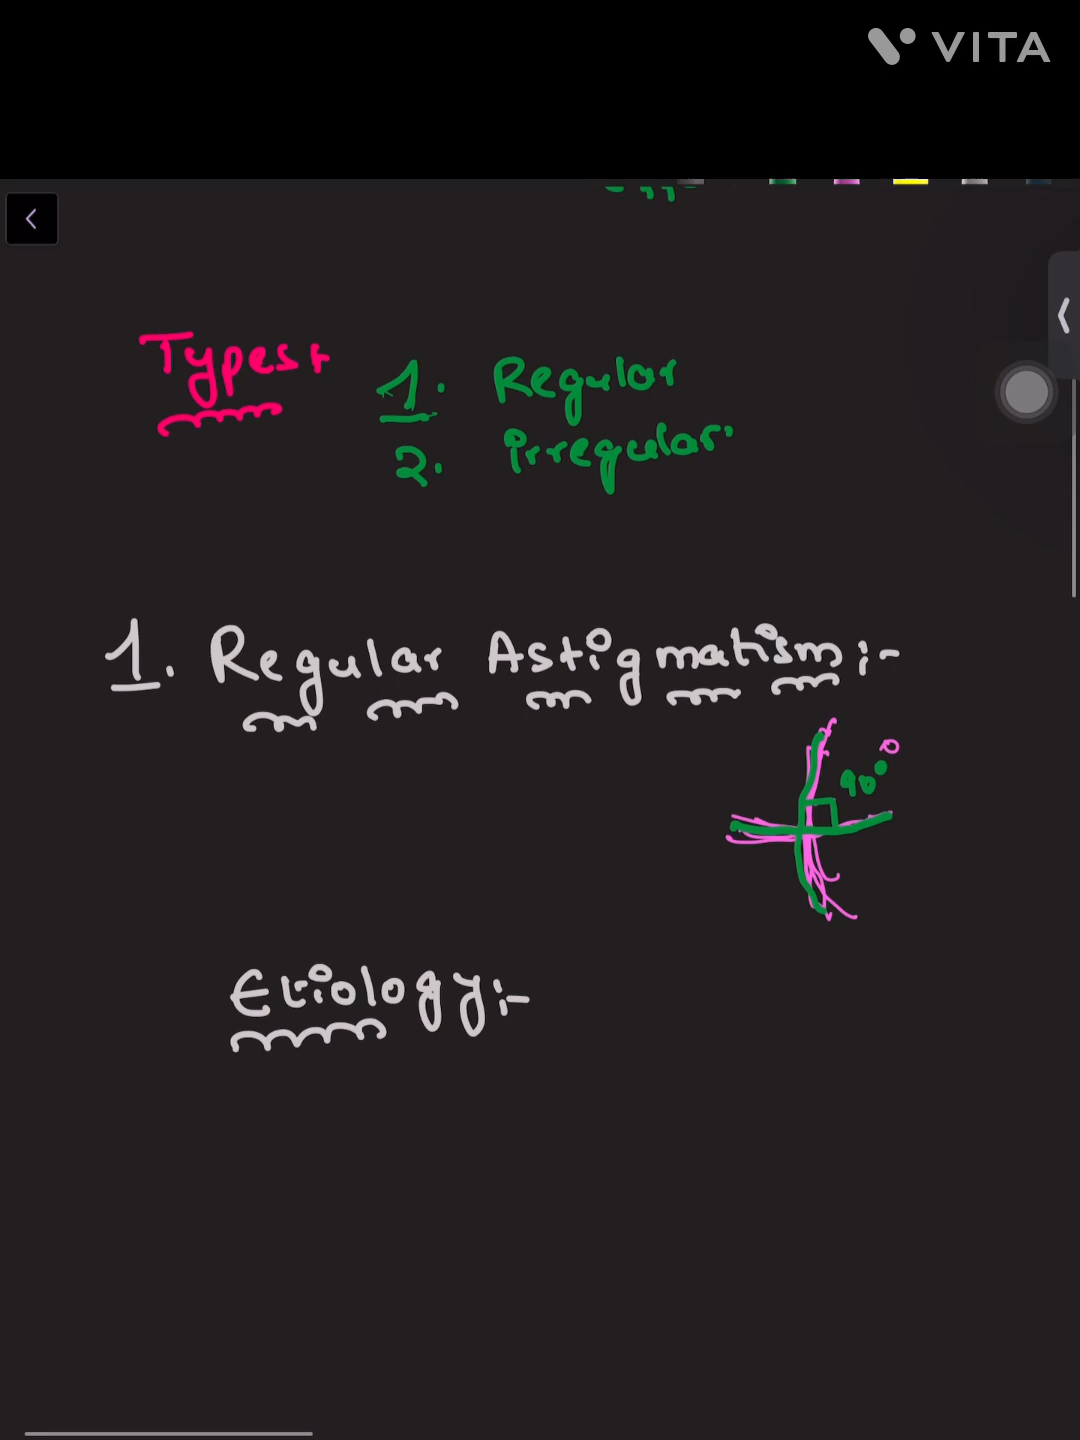 VITA
Types
1. Regular
2. irregular
1. Regular Astigmatism :-
90°
Etiology :-